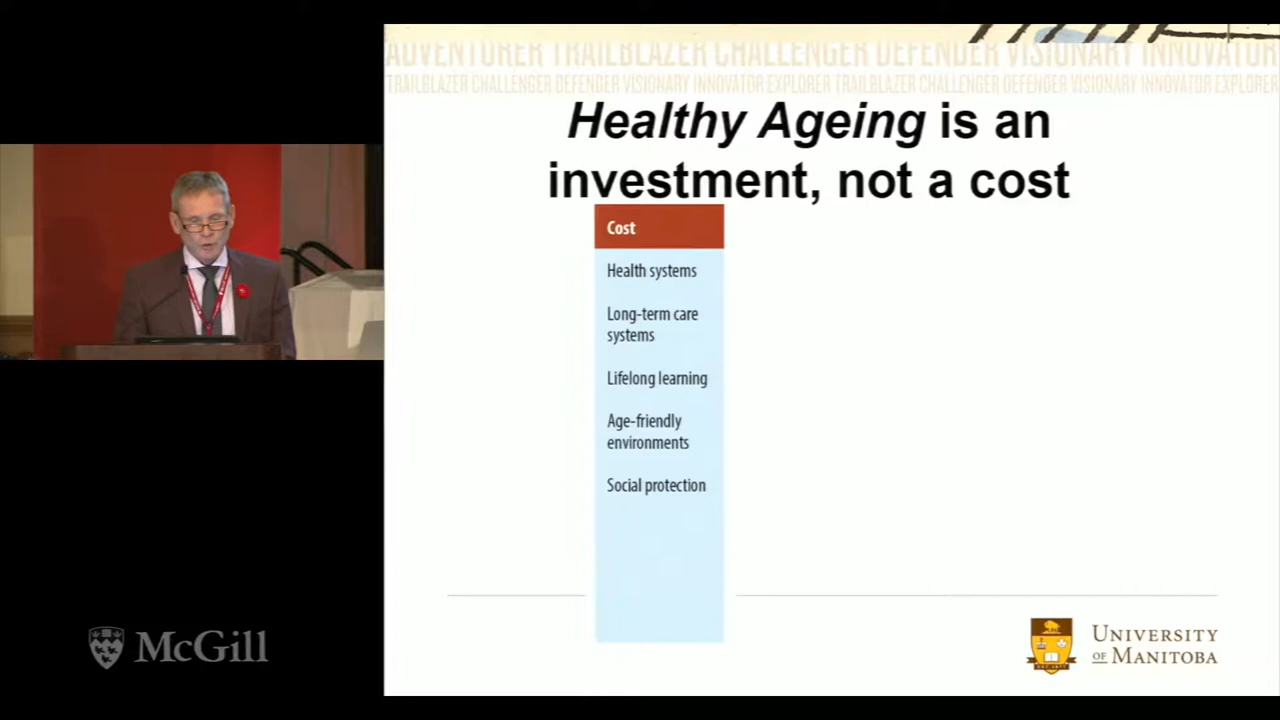 ADVENTURER TRAILBLAZER CHALLENGER DEFENDER VISIONARY INNOVATOR
TRAILBLAZER CHALLENGER DEFENDER VISIONARY INNOVATOR EXPLORER TRAILBLAZER CHALLENGER DEFENDER VISIONARY INNOVATOR EXPLORER
Healthy Ageing is an
investment, not a cost
Cost
Health systems
Long-term care
systems
Lifelong learning
Age-friendly
environments
Social protection
McGill
UNIVERSITY
OF MANITOBA